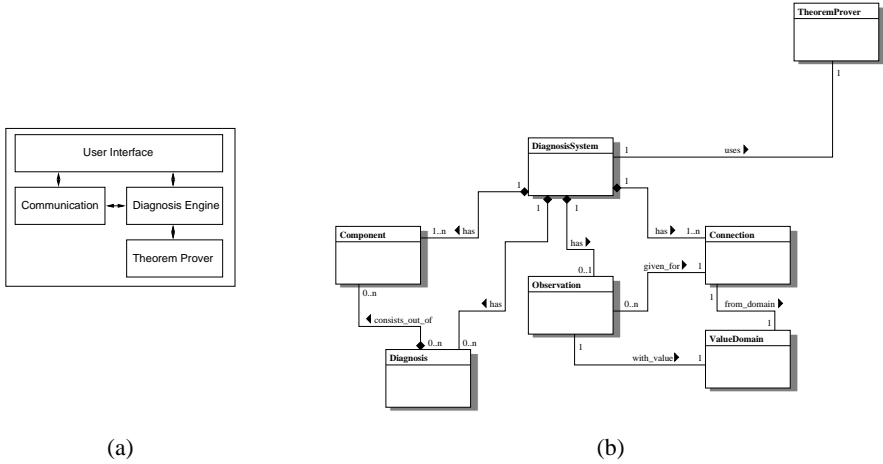 User Interface
Communication
Diagnosis Engine
Theorem Prover
(a)
TheoremProver
1
DiagnosisSystem
1
uses
1
1
1
1
1
Component
1..n
has
has
has
1..n
Connection
0..1
given_for
1
0..n
Observation
0..n
1
from_domain
consists_out_of
has
1
0..n
0..n
Diagnosis
1
with_value
1
ValueDomain
(b)